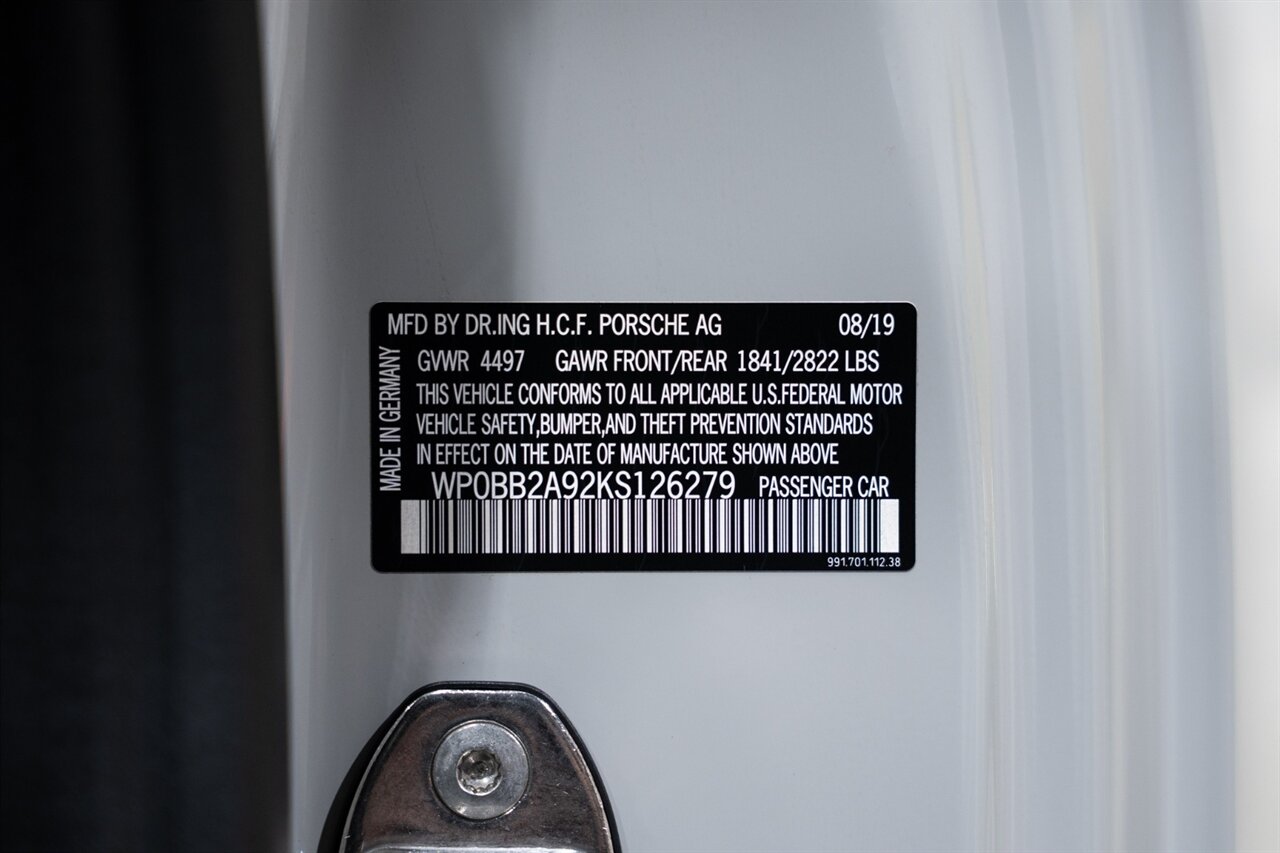 MFD BY DR.ING H.C.F. PORSCHE AG 08/19
MADE IN GERMANY
GVWR 4497 GAWR FRONT/REAR 1841/2822 LBS
THIS VEHICLE CONFORMS TO ALL APPLICABLE U.S.FEDERAL MOTOR
VEHICLE SAFETY,BUMPER,AND THEFT PREVENTION STANDARDS
IN EFFECT ON THE DATE OF MANUFACTURE SHOWN ABOVE
WP0BB2A92KS126279 PASSENGER CAR
991.701.112.38